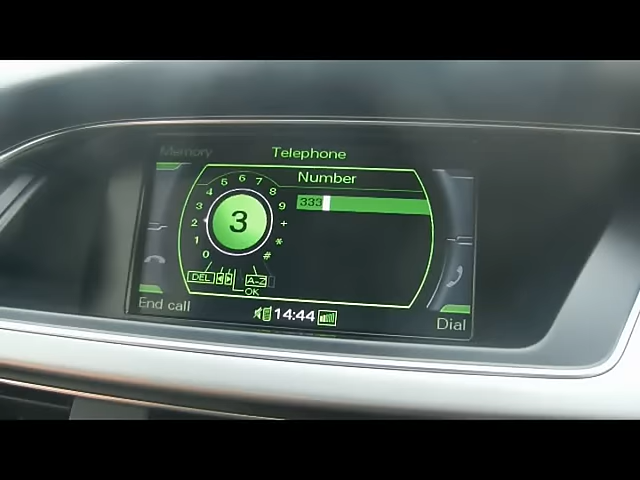 Memory
Telephone
Number
333
3
0 1 2 3 4 5 6 7 8 9 + * #
DEL
A-Z
OK
End call
14:44
Dial